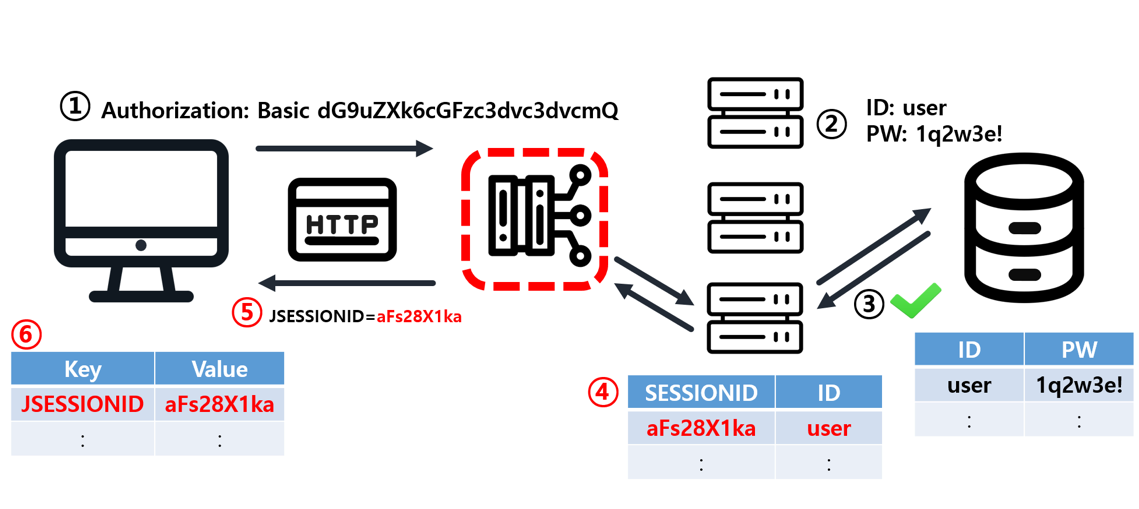 ① Authorization: Basic dG9uZXk6cGFzc3dvc3dvcmQ
HTTP
② ID: user
PW: 1q2w3e!
③
⑤ JSESSIONID=aFs28X1ka
⑥
Key Value
JSESSIONID aFs28X1ka
: :
④
SESSIONID ID
aFs28X1ka user
: :
ID PW
user 1q2w3e!
: :